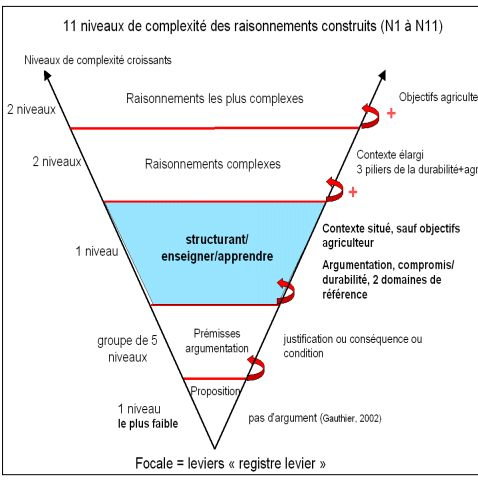 11 niveaux de complexité des raisonnements construits (N1 à N11)
Niveaux de complexité croissants
2 niveaux
Raisonnements les plus complexes
Objectifs agriculte
+
2 niveaux
Raisonnements complexes
Contexte élargi
3 piliers de la durabilité+agri
+
1 niveau
structurant/
enseigner/apprendre
Contexte situé, sauf objectifs
agriculteur
Argumentation, compromis/
durabilité, 2 domaines de
référence
groupe de 5
niveaux
Prémisses
argumentation
justification ou conséquence ou
condition
Proposition
1 niveau
le plus faible
pas d'argument (Gauthier, 2002)
Focale = leviers « registre levier »